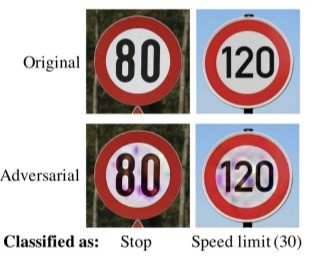 Original
80
120
Adversarial
80
120
Classified as: Stop Speed limit (30)